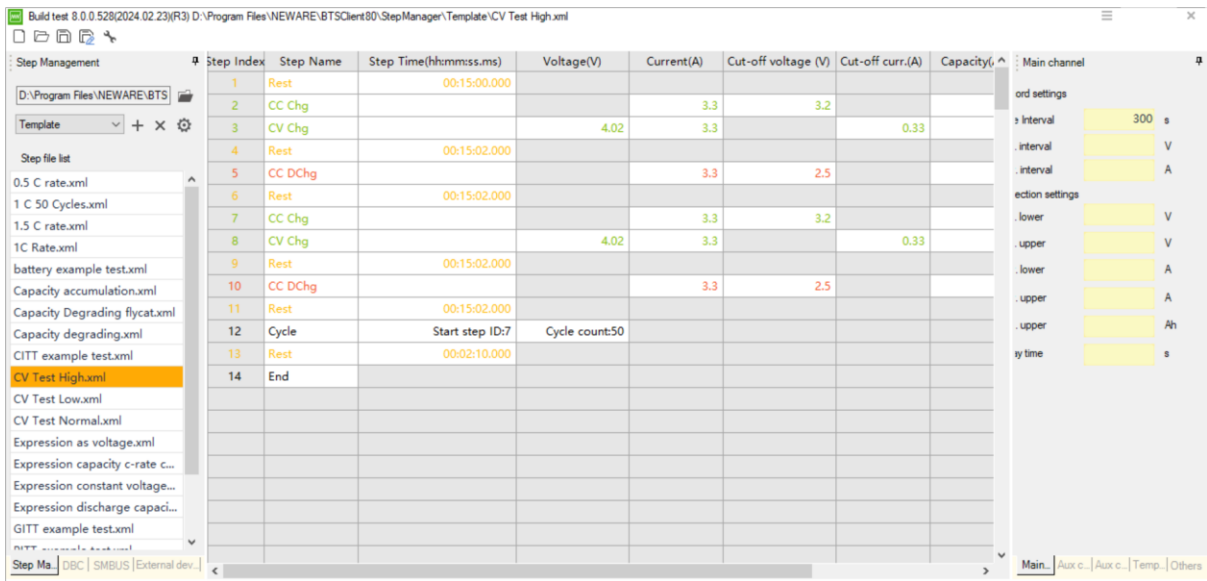 Build test 8.0.0.528(2024.02.23)(R3) D:\Program Files\NEWARE\BTSClient80\StepManager\Template\CV Test High.xml
Step Management
D:\Program Files\NEWARE\BTS
Template
Step file list
0.5 C rate.xml
1 C 50 Cycles.xml
1.5 C rate.xml
1C Rate.xml
battery example test.xml
Capacity accumulation.xml
Capacity Degrading flycat.xml
Capacity degrading.xml
CITT example test.xml
CV Test High.xml
CV Test Low.xml
CV Test Normal.xml
Expression as voltage.xml
Expression capacity c-rate c...
Expression constant voltage...
Expression discharge capaci...
GITT example test.xml
Step Ma... DBC SMBUS External dev...
Step Index Step Name Step Time(hh:mm:ss.ms) Voltage(V) Current(A) Cut-off voltage (V) Cut-off curr.(A) Capacity(
1 Rest 00:15:00.000
2 CC Chg 3.3 3.2
3 CV Chg 4.02 3.3 0.33
4 Rest 00:15:02.000
5 CC DChg 3.3 2.5
6 Rest 00:15:02.000
7 CC Chg 3.3 3.2
8 CV Chg 4.02 3.3 0.33
9 Rest 00:15:02.000
10 CC DChg 3.3 2.5
11 Rest 00:15:02.000
12 Cycle Start step ID:7 Cycle count:50
13 Rest 00:02:10.000
14 End
Main channel
ord settings
e Interval 300 s
. interval V
. interval A
ection settings
. lower V
. upper V
. lower A
. upper A
. upper Ah
ay time s
Main... Aux c... Aux c... Temp... Others